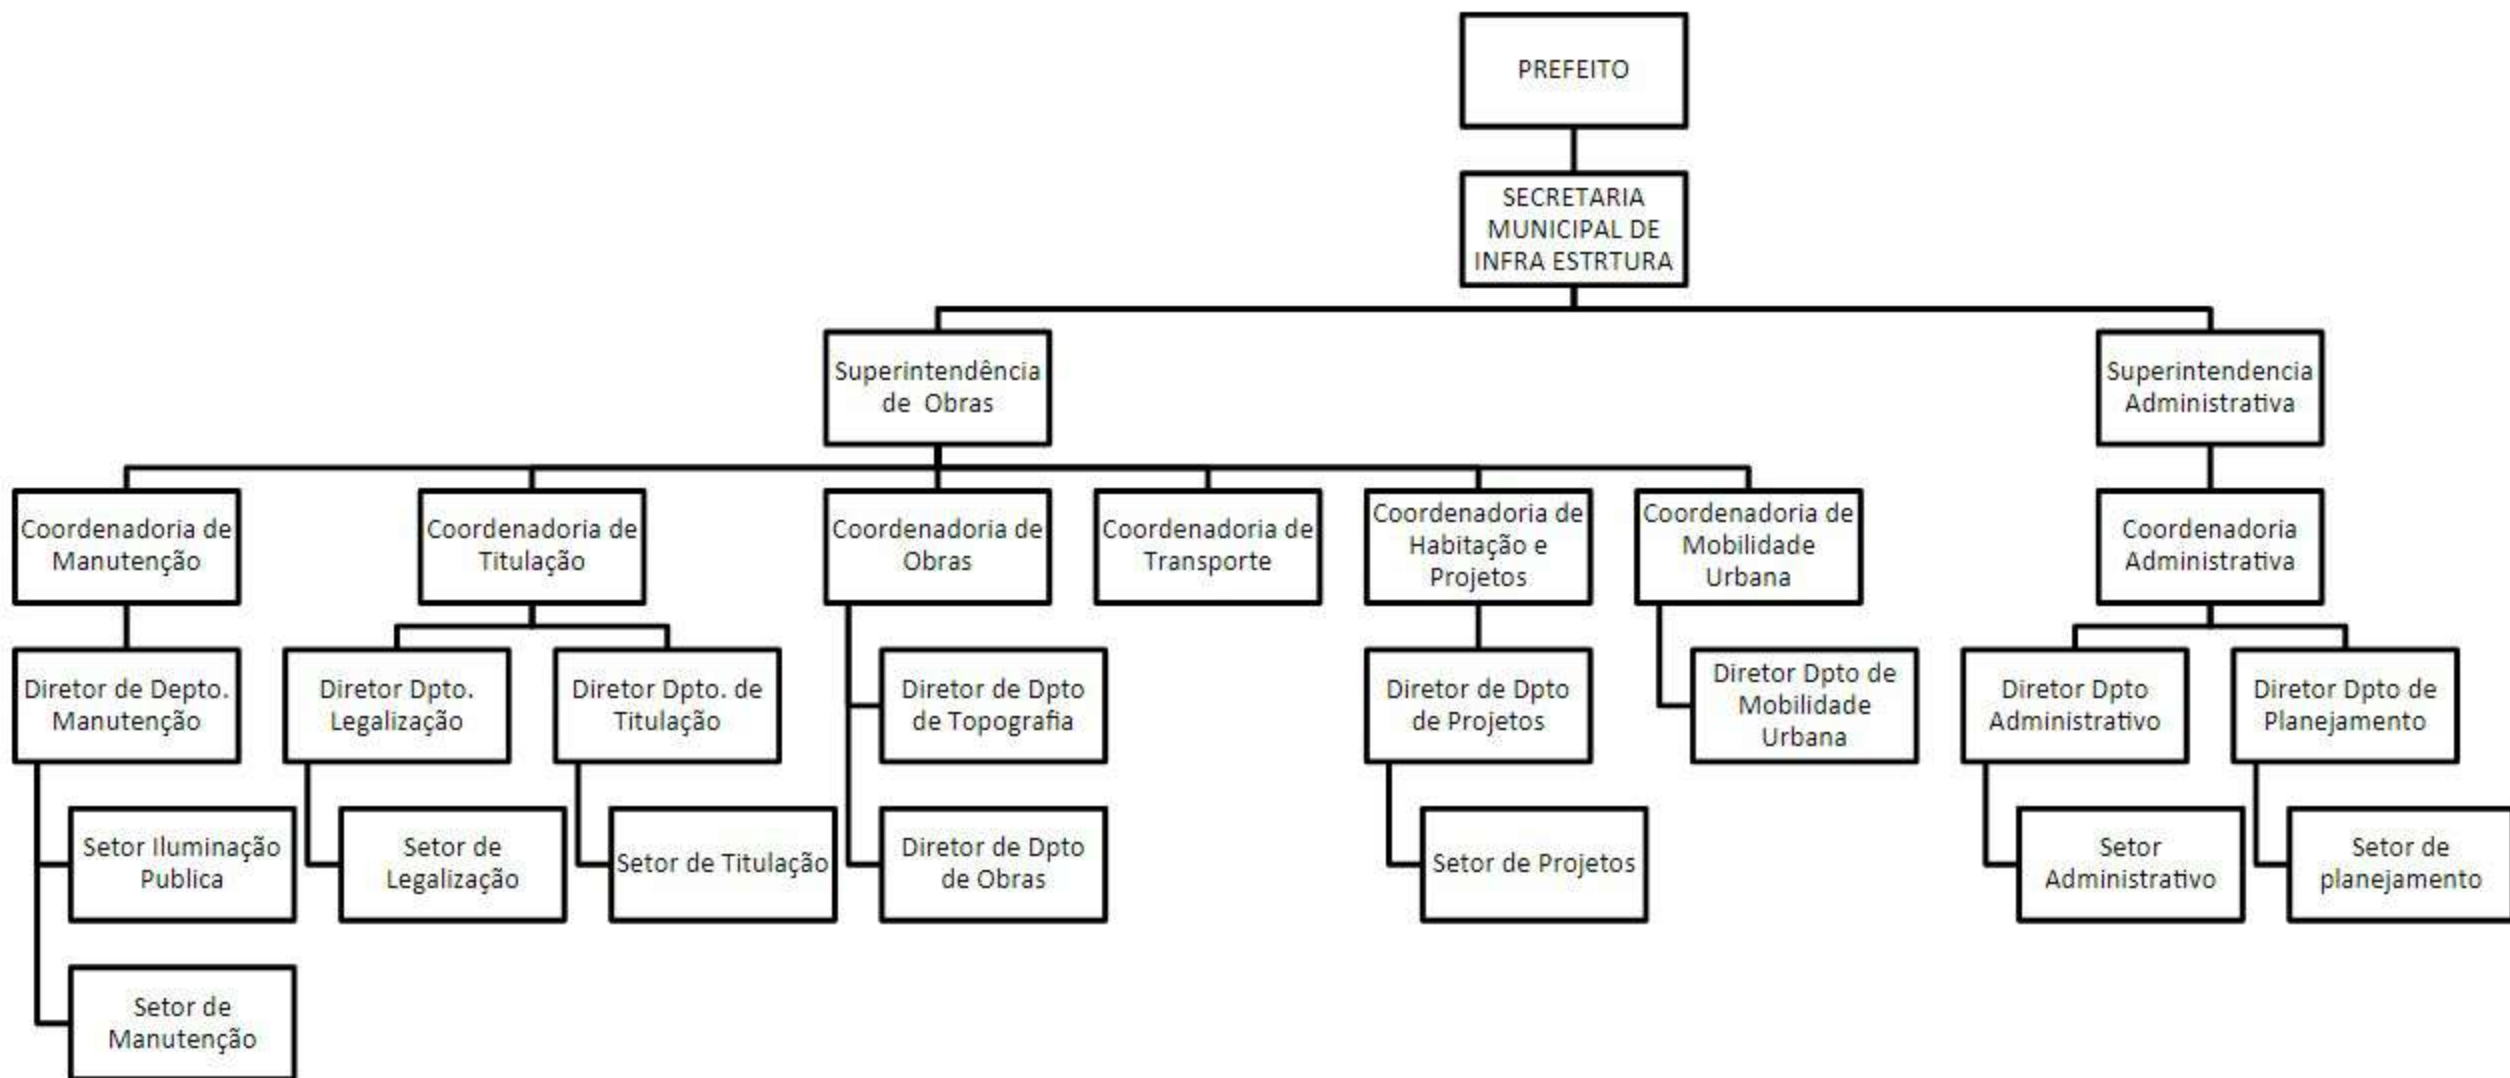 PREFEITO
SECRETARIA
MUNICIPAL DE
INFRA ESTRTURA
Superintendência
de Obras
Superintendencia
Administrativa
Coordenadoria de
Manutenção
Coordenadoria de
Titulação
Coordenadoria de
Obras
Coordenadoria de
Transporte
Coordenadoria de
Habitação e
Projetos
Coordenadoria de
Mobilidade
Urbana
Coordenadoria
Administrativa
Diretor de Depto.
Manutenção
Diretor Dpto.
Legalização
Diretor Dpto. de
Titulação
Diretor de Dpto
de Topografia
Diretor de Dpto
de Projetos
Diretor Dpto de
Mobilidade
Urbana
Diretor Dpto
Administrativo
Diretor Dpto de
Planejamento
Setor Iluminação
Publica
Setor de
Legalização
Setor de Titulação
Diretor de Dpto
de Obras
Setor de Projetos
Setor
Administrativo
Setor de
planejamento
Setor de
Manutenção